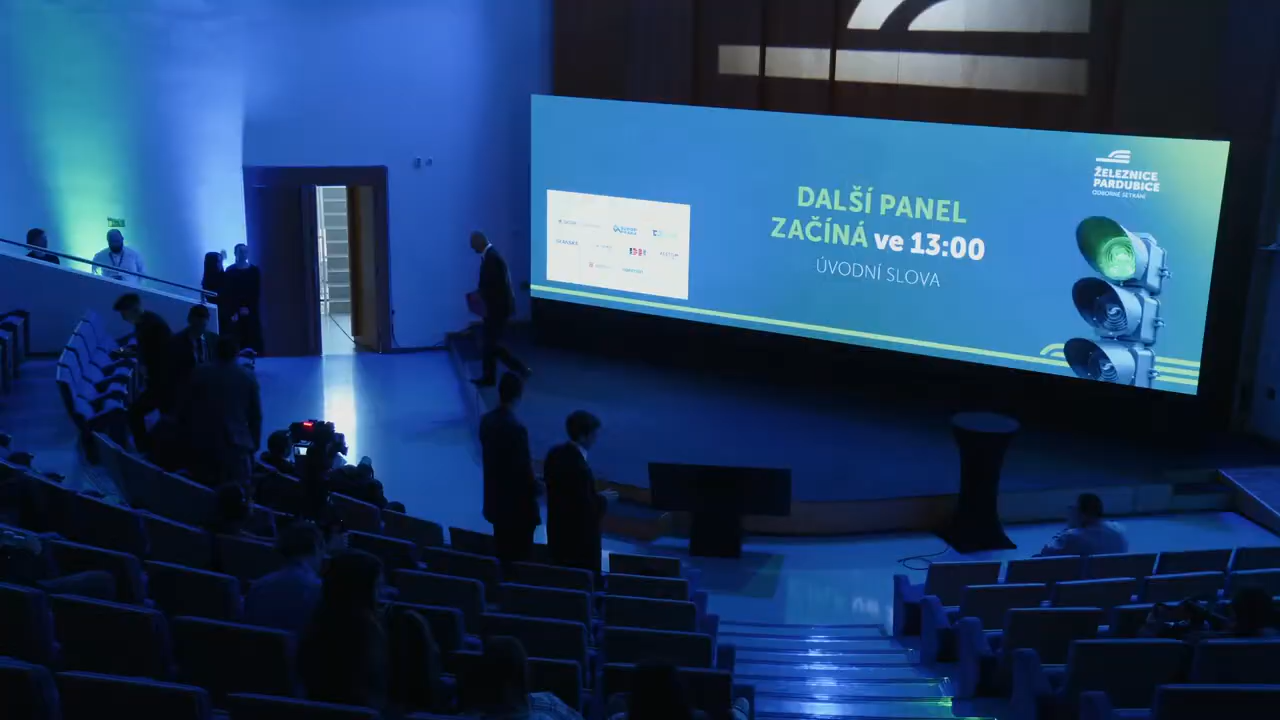 ŽELEZNICE
PARDUBICE
ODBORNÉ SETKÁNÍ
DALŠÍ PANEL
ZAČÍNÁ ve 13:00
ÚVODNÍ SLOVA